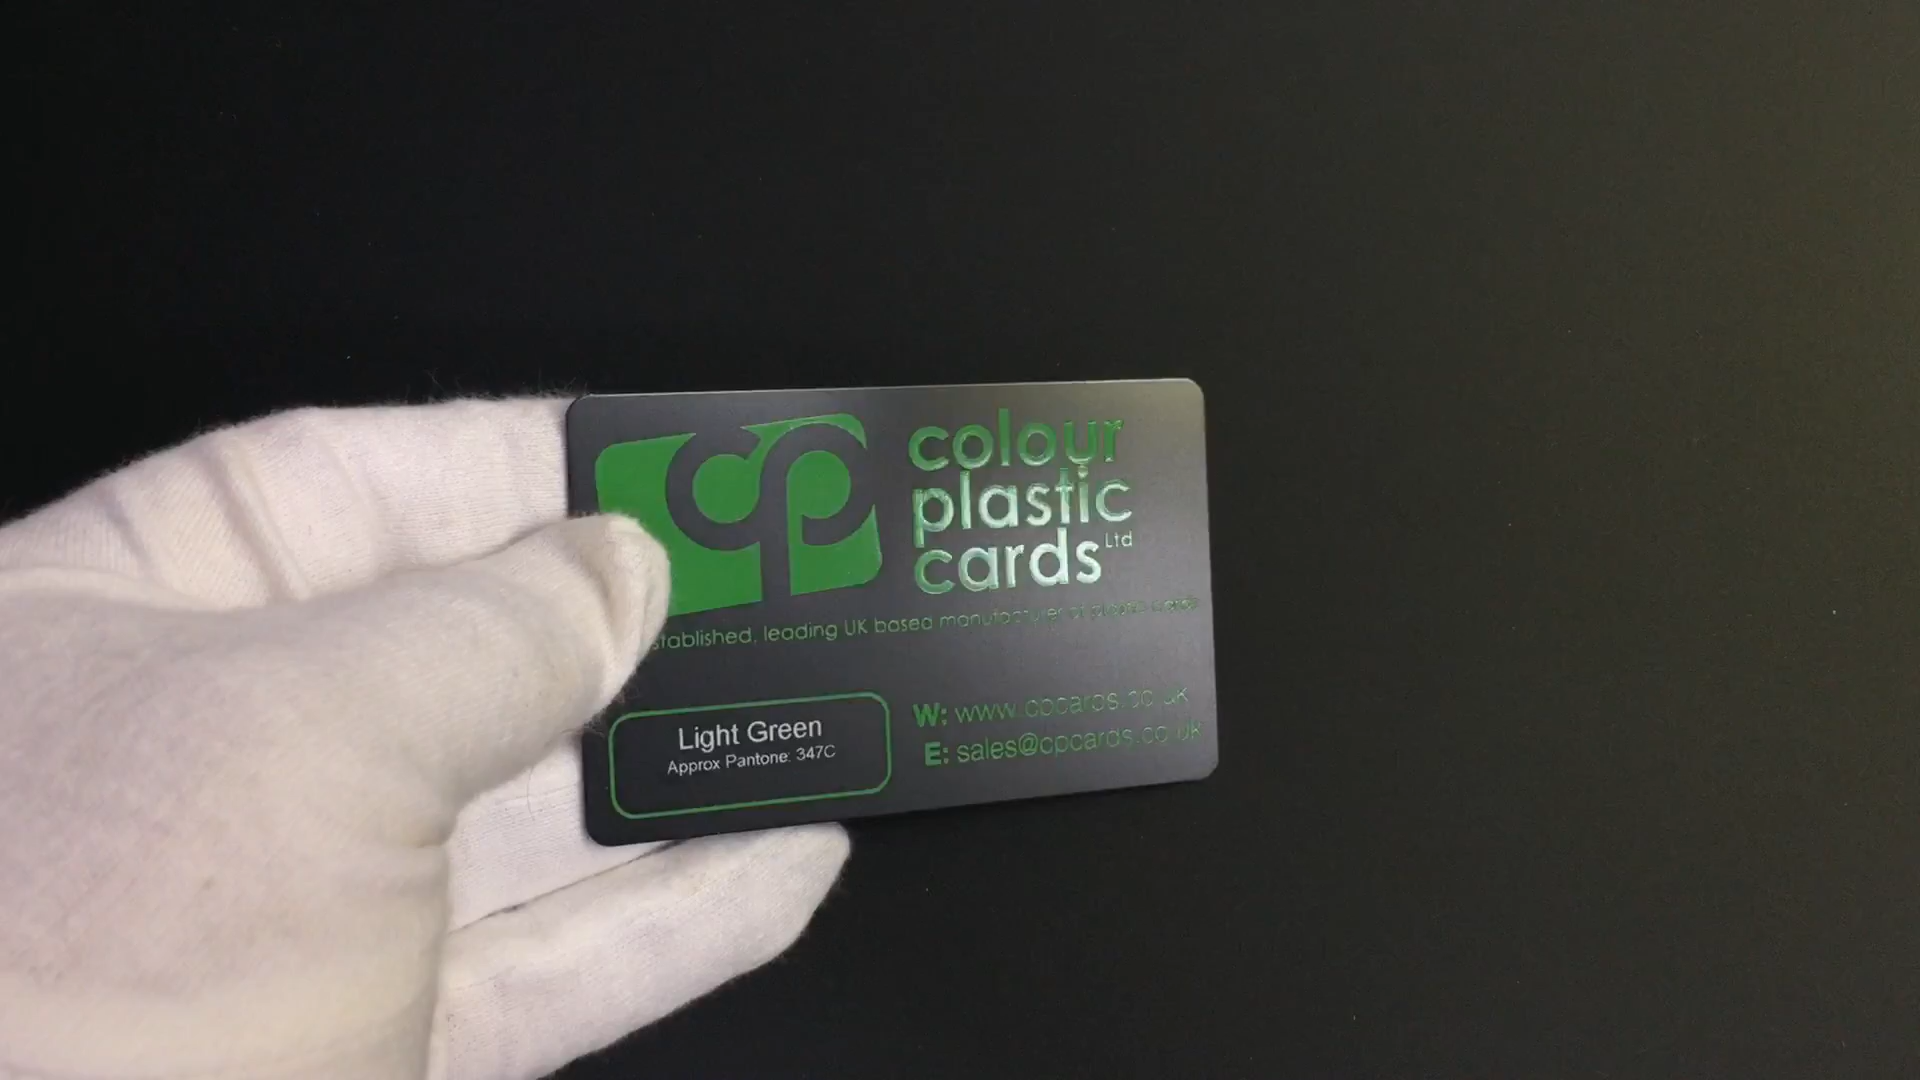 cp
colour
plastic
cards Ltd
stablished, leading UK based manufacturer of plastic cards
Light Green
Approx Pantone: 347C
W: www.cpcards.co.uk
E: sales@cpcards.co.uk